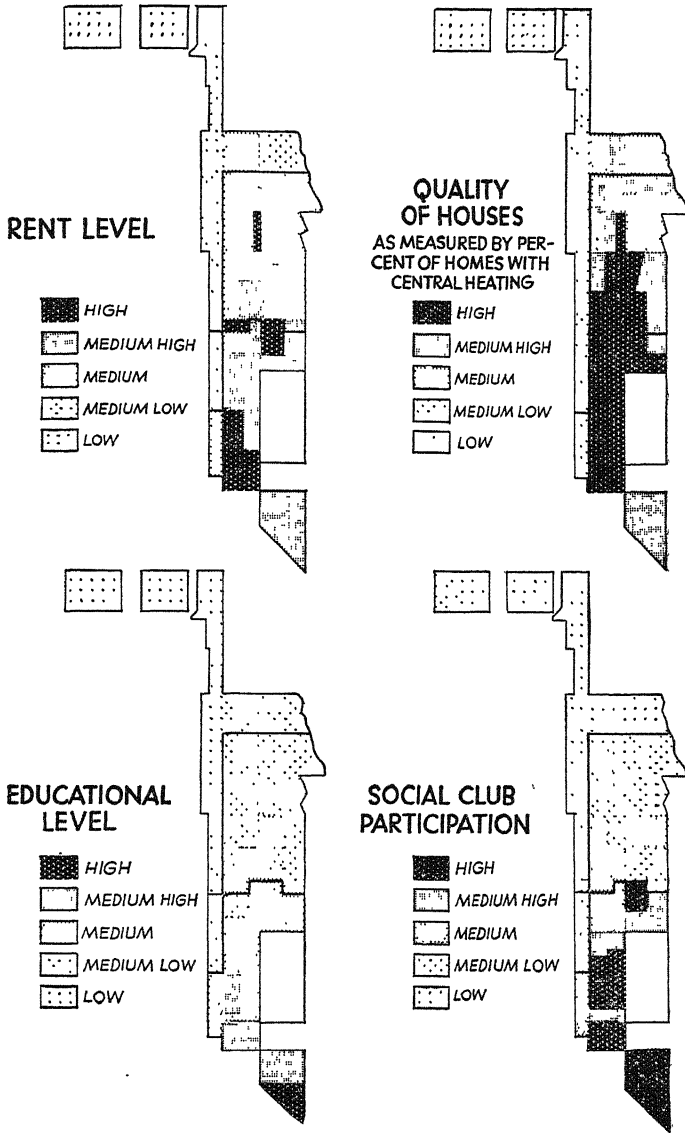 RENT LEVEL
HIGH
MEDIUM HIGH
MEDIUM
MEDIUM LOW
LOW
QUALITY
OF HOUSES
AS MEASURED BY PER-
CENT OF HOMES WITH
CENTRAL HEATING
HIGH
MEDIUM HIGH
MEDIUM
MEDIUM LOW
LOW
EDUCATIONAL
LEVEL
HIGH
MEDIUM HIGH
MEDIUM
MEDIUM LOW
LOW
SOCIAL CLUB
PARTICIPATION
HIGH
MEDIUM HIGH
MEDIUM
MEDIUM LOW
LOW